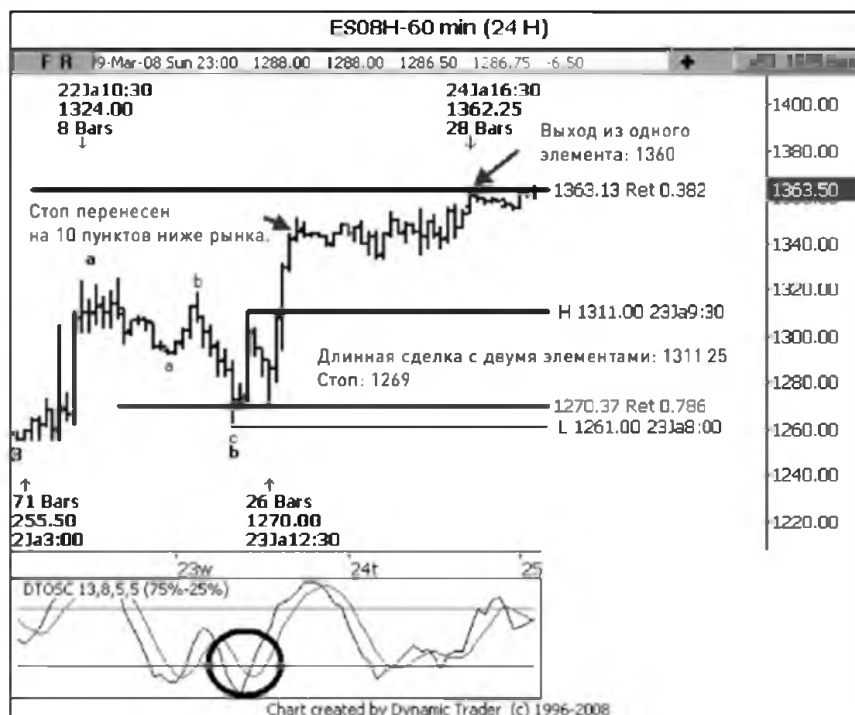 ES08H-60 min (24 H)
F R 9-Mar-08 Sun 23:00 1288.00 1288.00 1286.50 1286.75 -6.50
22Ja10:30
1324.00
8 Bars
24Ja16:30
1362.25
28 Bars
Выход из одного
элемента: 1360
1363.13 Ret 0.382
Стоп перенесен
на 10 пунктов ниже рынка.
a
b
a
H 1311.00 23Ja9:30
Длинная сделка с двумя элементами: 1311 25
Стоп: 1269
1270.37 Ret 0.786
L 1261.00 23Ja8:00
c
b
3
71 Bars
255.50
2Ja3:00
26 Bars
1270.00
23Ja12:30
1400.00
1380.00
1363.50
1340.00
1320.00
1300.00
1280.00
1260.00
1240.00
1220.00
23w 24t 25
DTOSC 13,8,5,5 (75%-25%)
Chart created by Dynamic Trader (c) 1996-2008